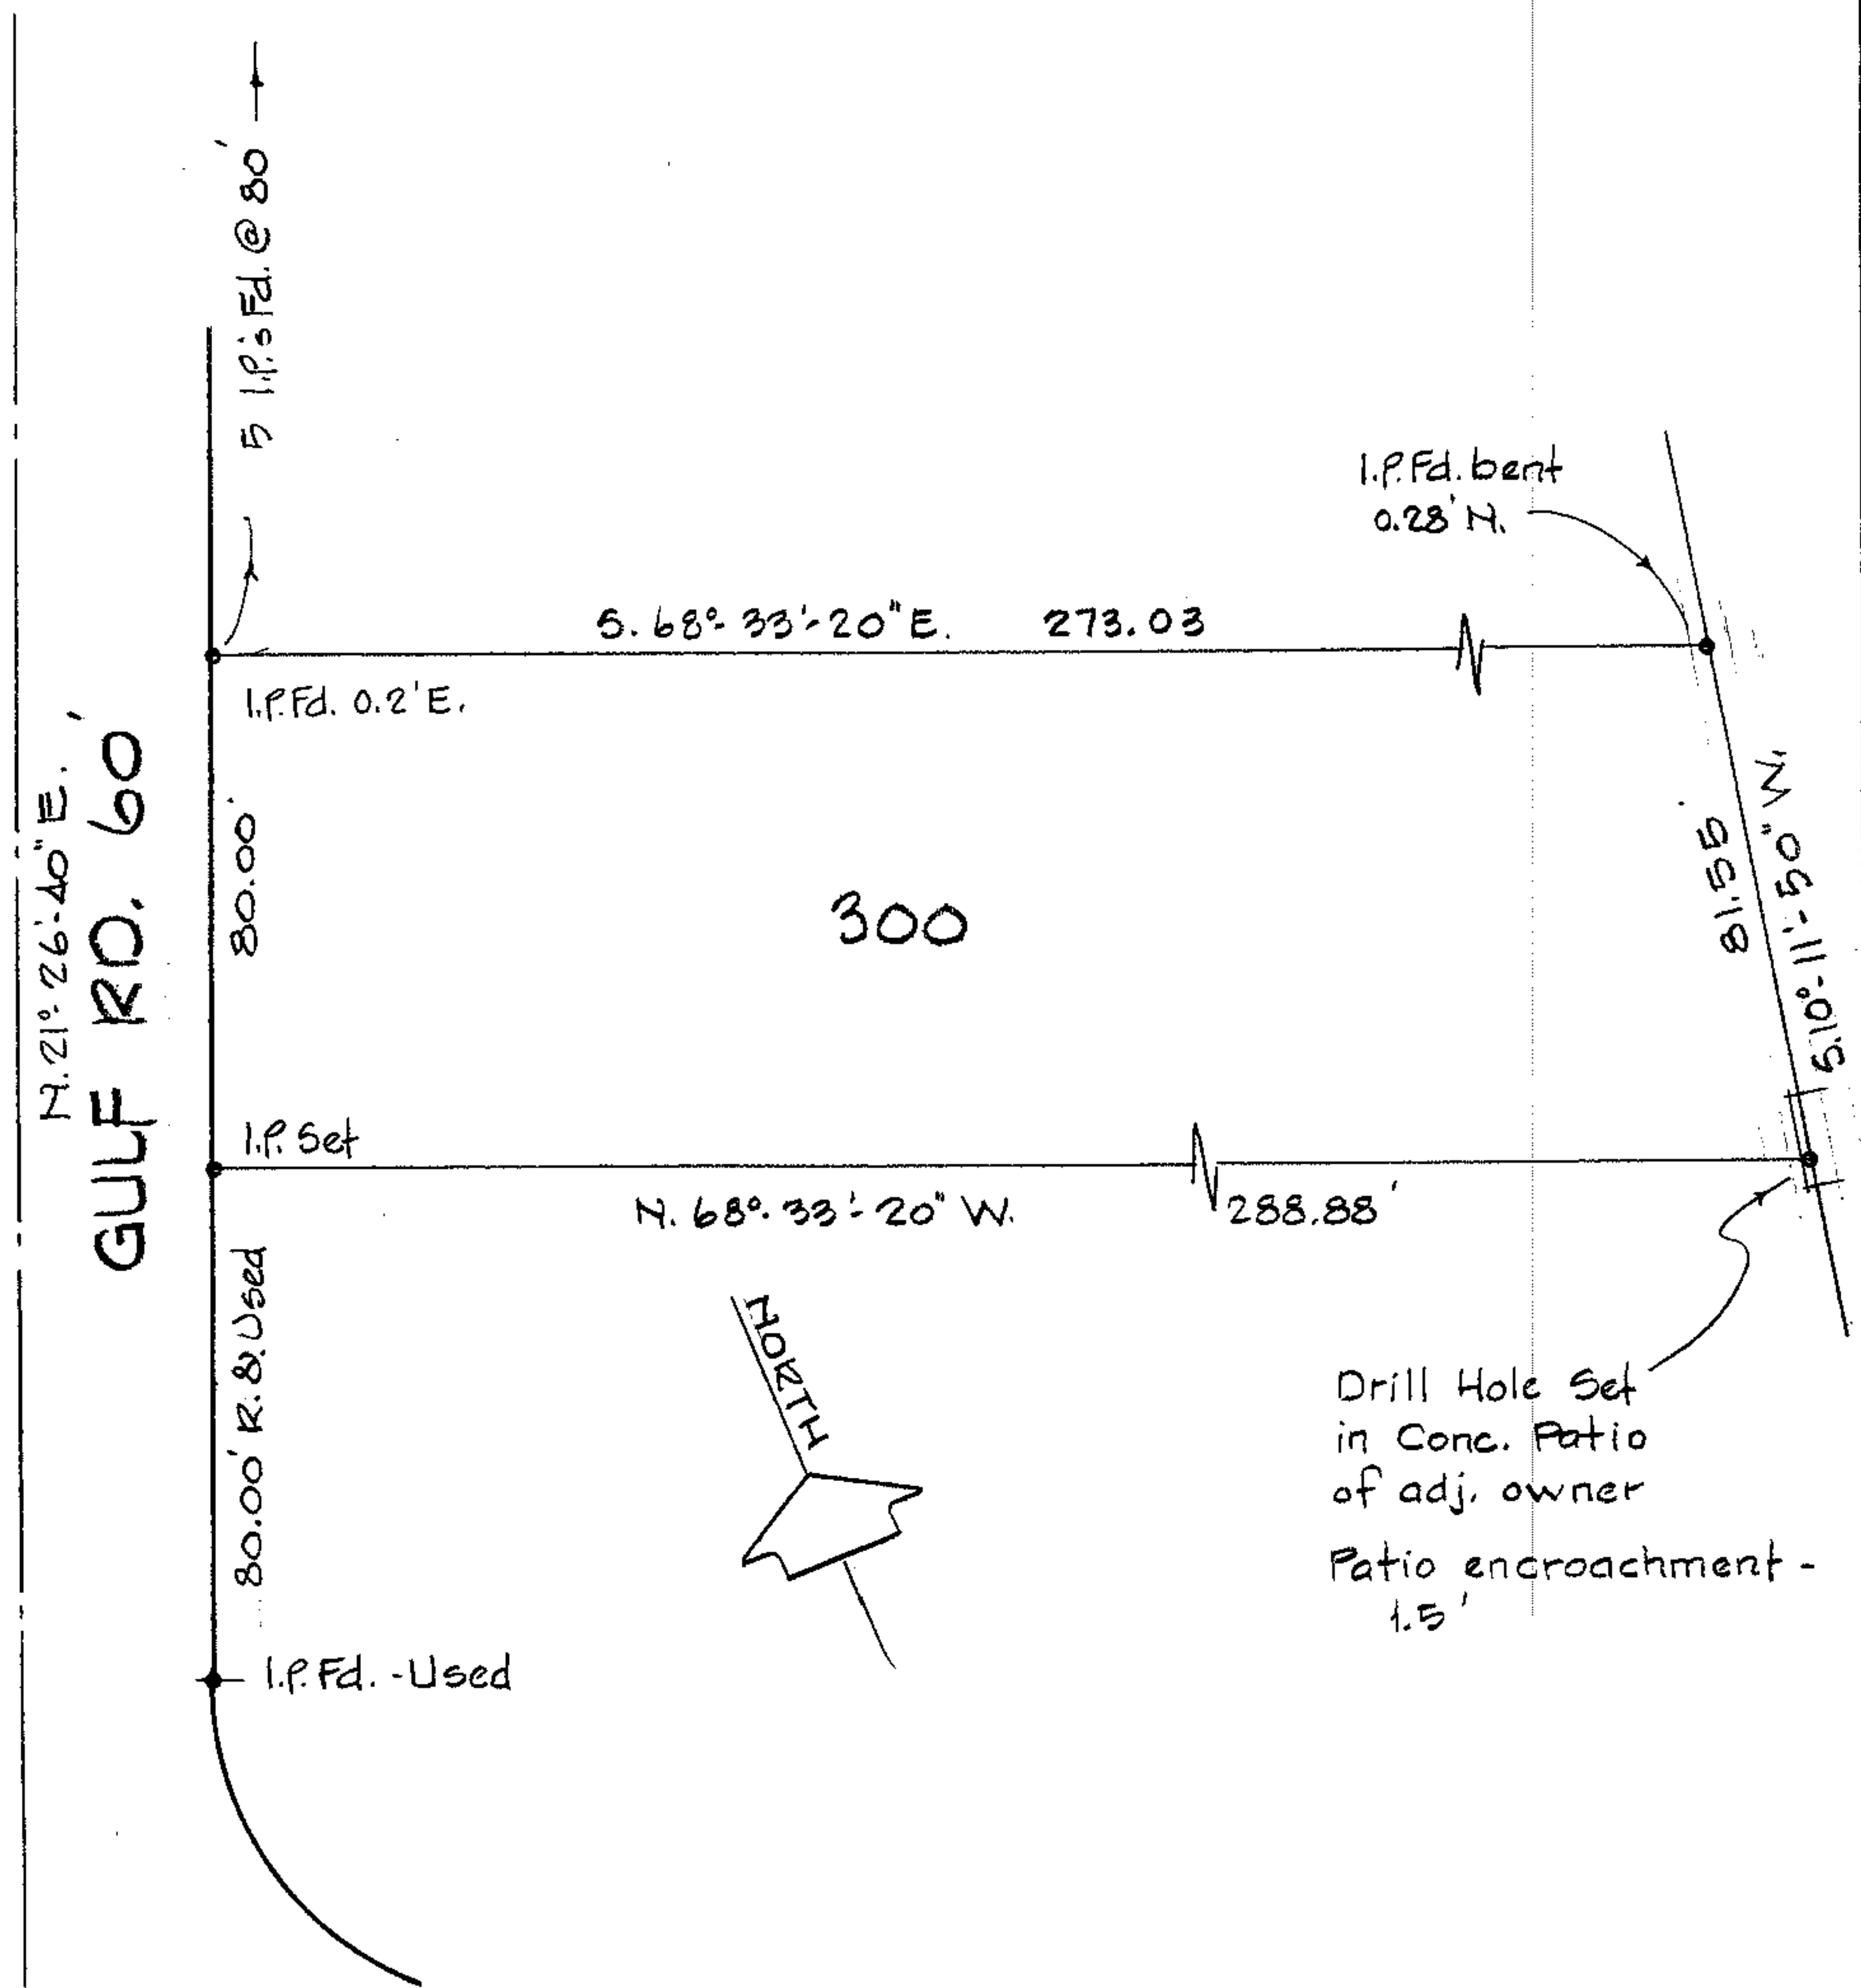 5 I.P.'s Fd. @ 80'
I.P. Fd. bent
0.28' N.
S. 68°-33'-20" E. 273.03
I.P. Fd. 0.2' E.
N. 21°-26'-40" E.
GULF RD. 60'
80.00'
300
81.55'
S. 10°-11'-50" W.
I.P. Set
N. 68°-33'-20" W. 288.88'
80.00' R. & Used
NORTH
Drill Hole Set
in Conc. Patio
of adj. owner
Patio encroachment -
1.5'
I.P. Fd. - Used